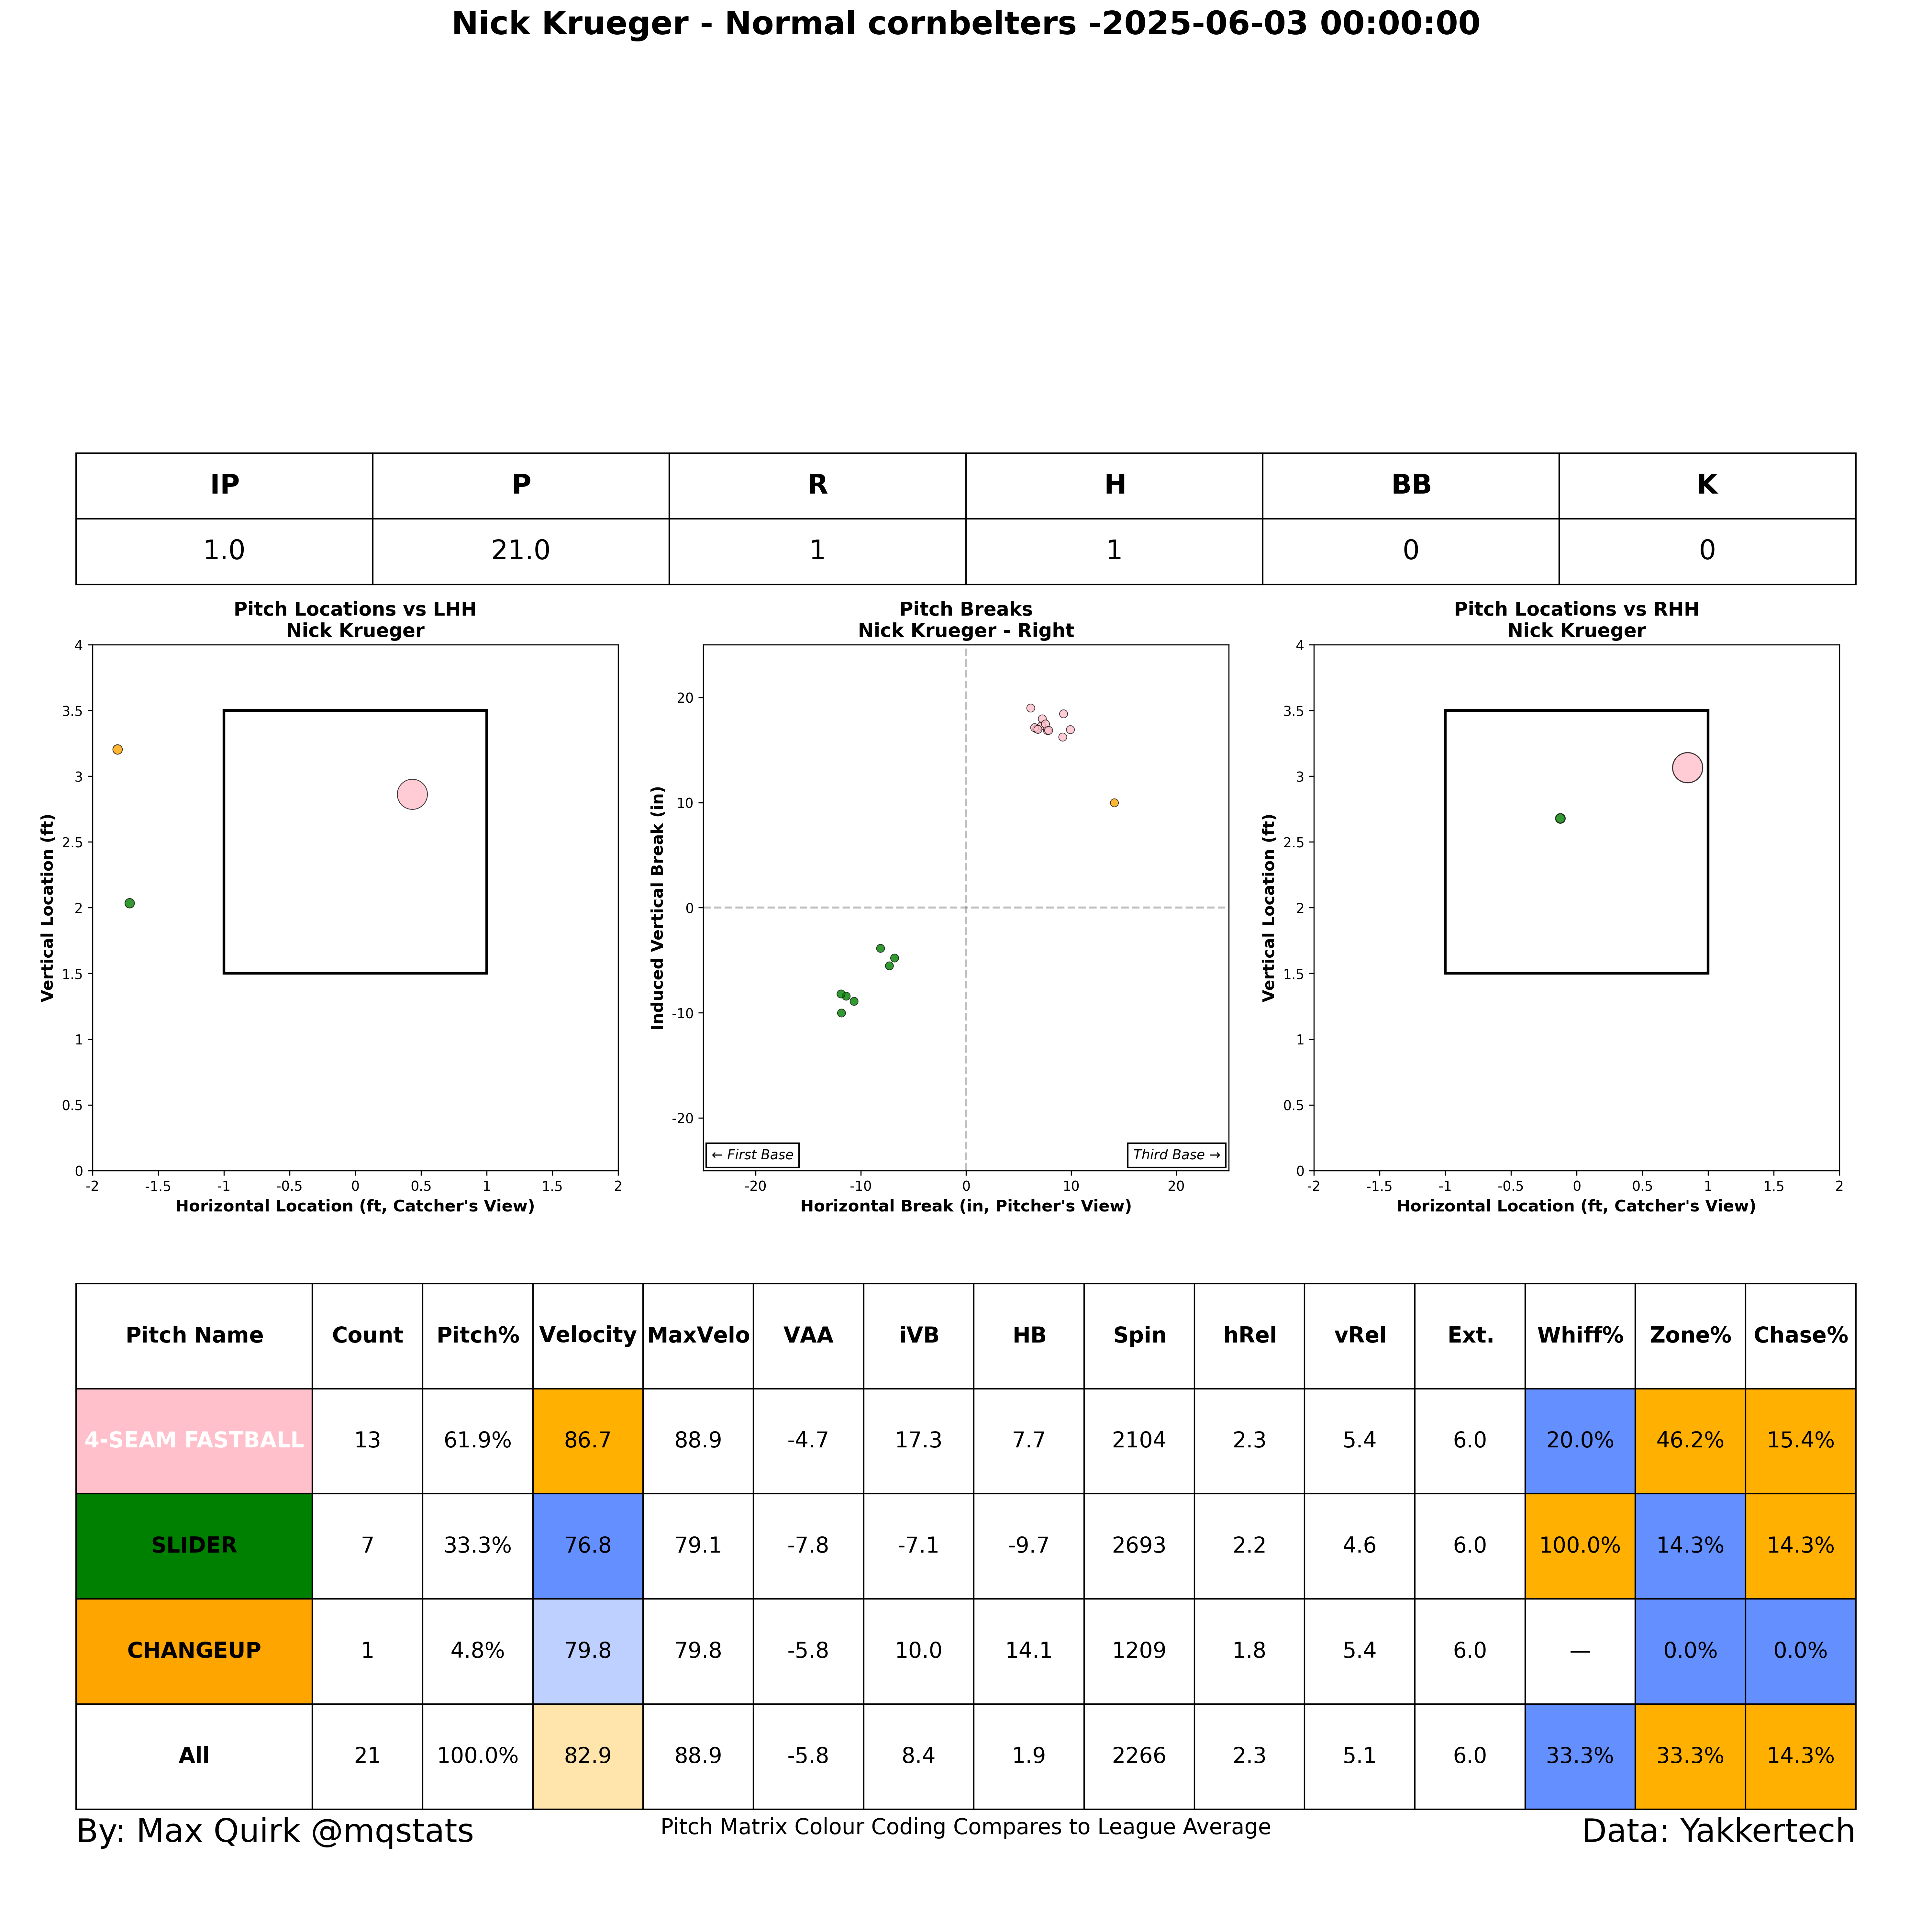 Nick Krueger - Normal cornbelters -2025-06-03 00:00:00
IP P R H BB K
1.0 21.0 1 1 0 0
Pitch Locations vs LHH
Nick Krueger
4
3.5
3
2.5
2
1.5
1
0.5
0
Vertical Location (ft)
-2 -1.5 -1 -0.5 0 0.5 1 1.5 2
Horizontal Location (ft, Catcher's View)
Pitch Breaks
Nick Krueger - Right
20
10
0
-10
-20
Induced Vertical Break (in)
← First Base
Third Base →
-20 -10 0 10 20
Horizontal Break (in, Pitcher's View)
Pitch Locations vs RHH
Nick Krueger
4
3.5
3
2.5
2
1.5
1
0.5
0
Vertical Location (ft)
-2 -1.5 -1 -0.5 0 0.5 1 1.5 2
Horizontal Location (ft, Catcher's View)
Pitch Name Count Pitch% Velocity MaxVelo VAA iVB HB Spin hRel vRel Ext. Whiff% Zone% Chase%
4-SEAM FASTBALL 13 61.9% 86.7 88.9 -4.7 17.3 7.7 2104 2.3 5.4 6.0 20.0% 46.2% 15.4%
SLIDER 7 33.3% 76.8 79.1 -7.8 -7.1 -9.7 2693 2.2 4.6 6.0 100.0% 14.3% 14.3%
CHANGEUP 1 4.8% 79.8 79.8 -5.8 10.0 14.1 1209 1.8 5.4 6.0 — 0.0% 0.0%
All 21 100.0% 82.9 88.9 -5.8 8.4 1.9 2266 2.3 5.1 6.0 33.3% 33.3% 14.3%
By: Max Quirk @mqstats
Pitch Matrix Colour Coding Compares to League Average
Data: Yakkertech